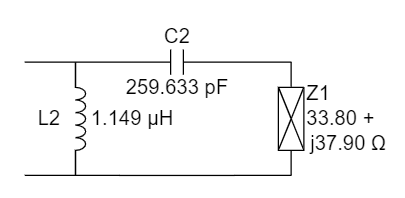 C2
259.633 pF
L2
1.149 µH
Z1
33.80 +
j37.90 Ω